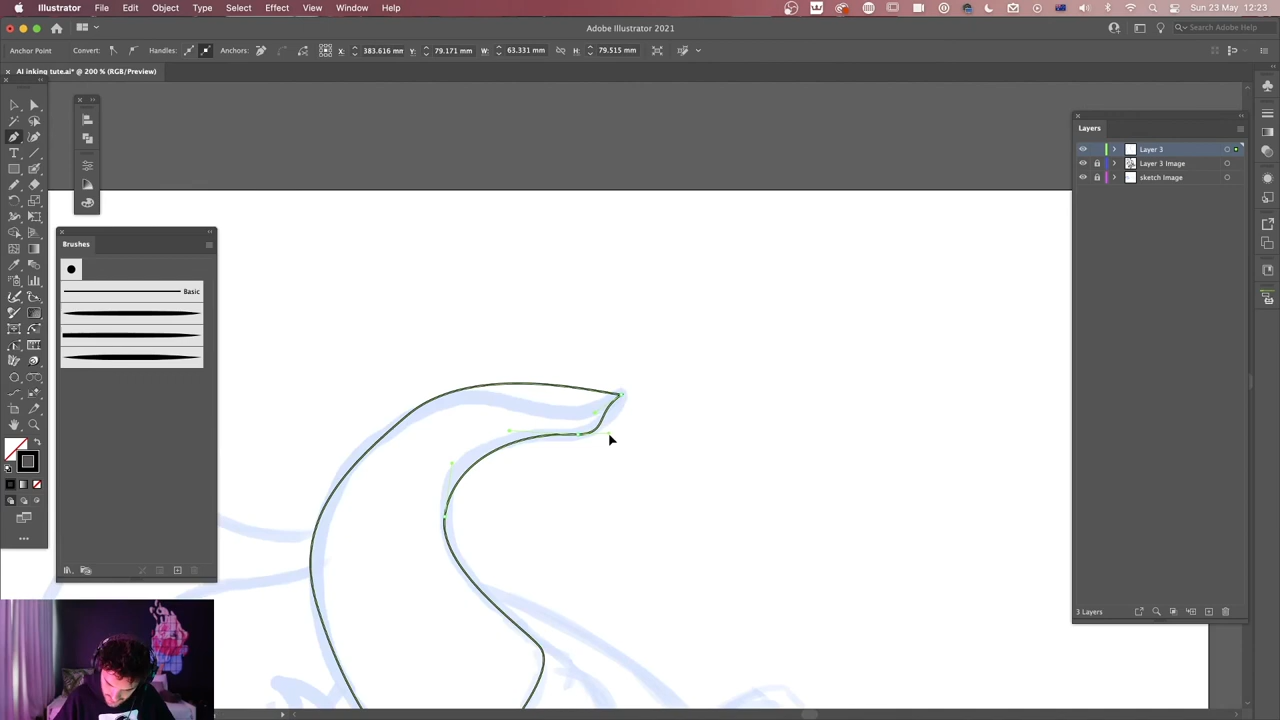 Illustrator File Edit Object Type Select Effect View Window Help
Sun 23 May 12:23
Adobe Illustrator 2021
Search Adobe Help
Anchor Point Convert: Handles: Anchors: X: 383.616 mm Y: 79.171 mm W: 63.331 mm H: 79.515 mm
AI inking tute.ai* @ 200 % (RGB/Preview)
Layers
Layer 3
Layer 3 Image
sketch Image
Brushes
Basic
3 Layers